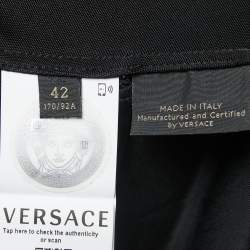 42
170/92A
VERSACE
Tap here to check the authenticity
or scan
MADE IN ITALY
Manufactured and Certified
by VERSACE